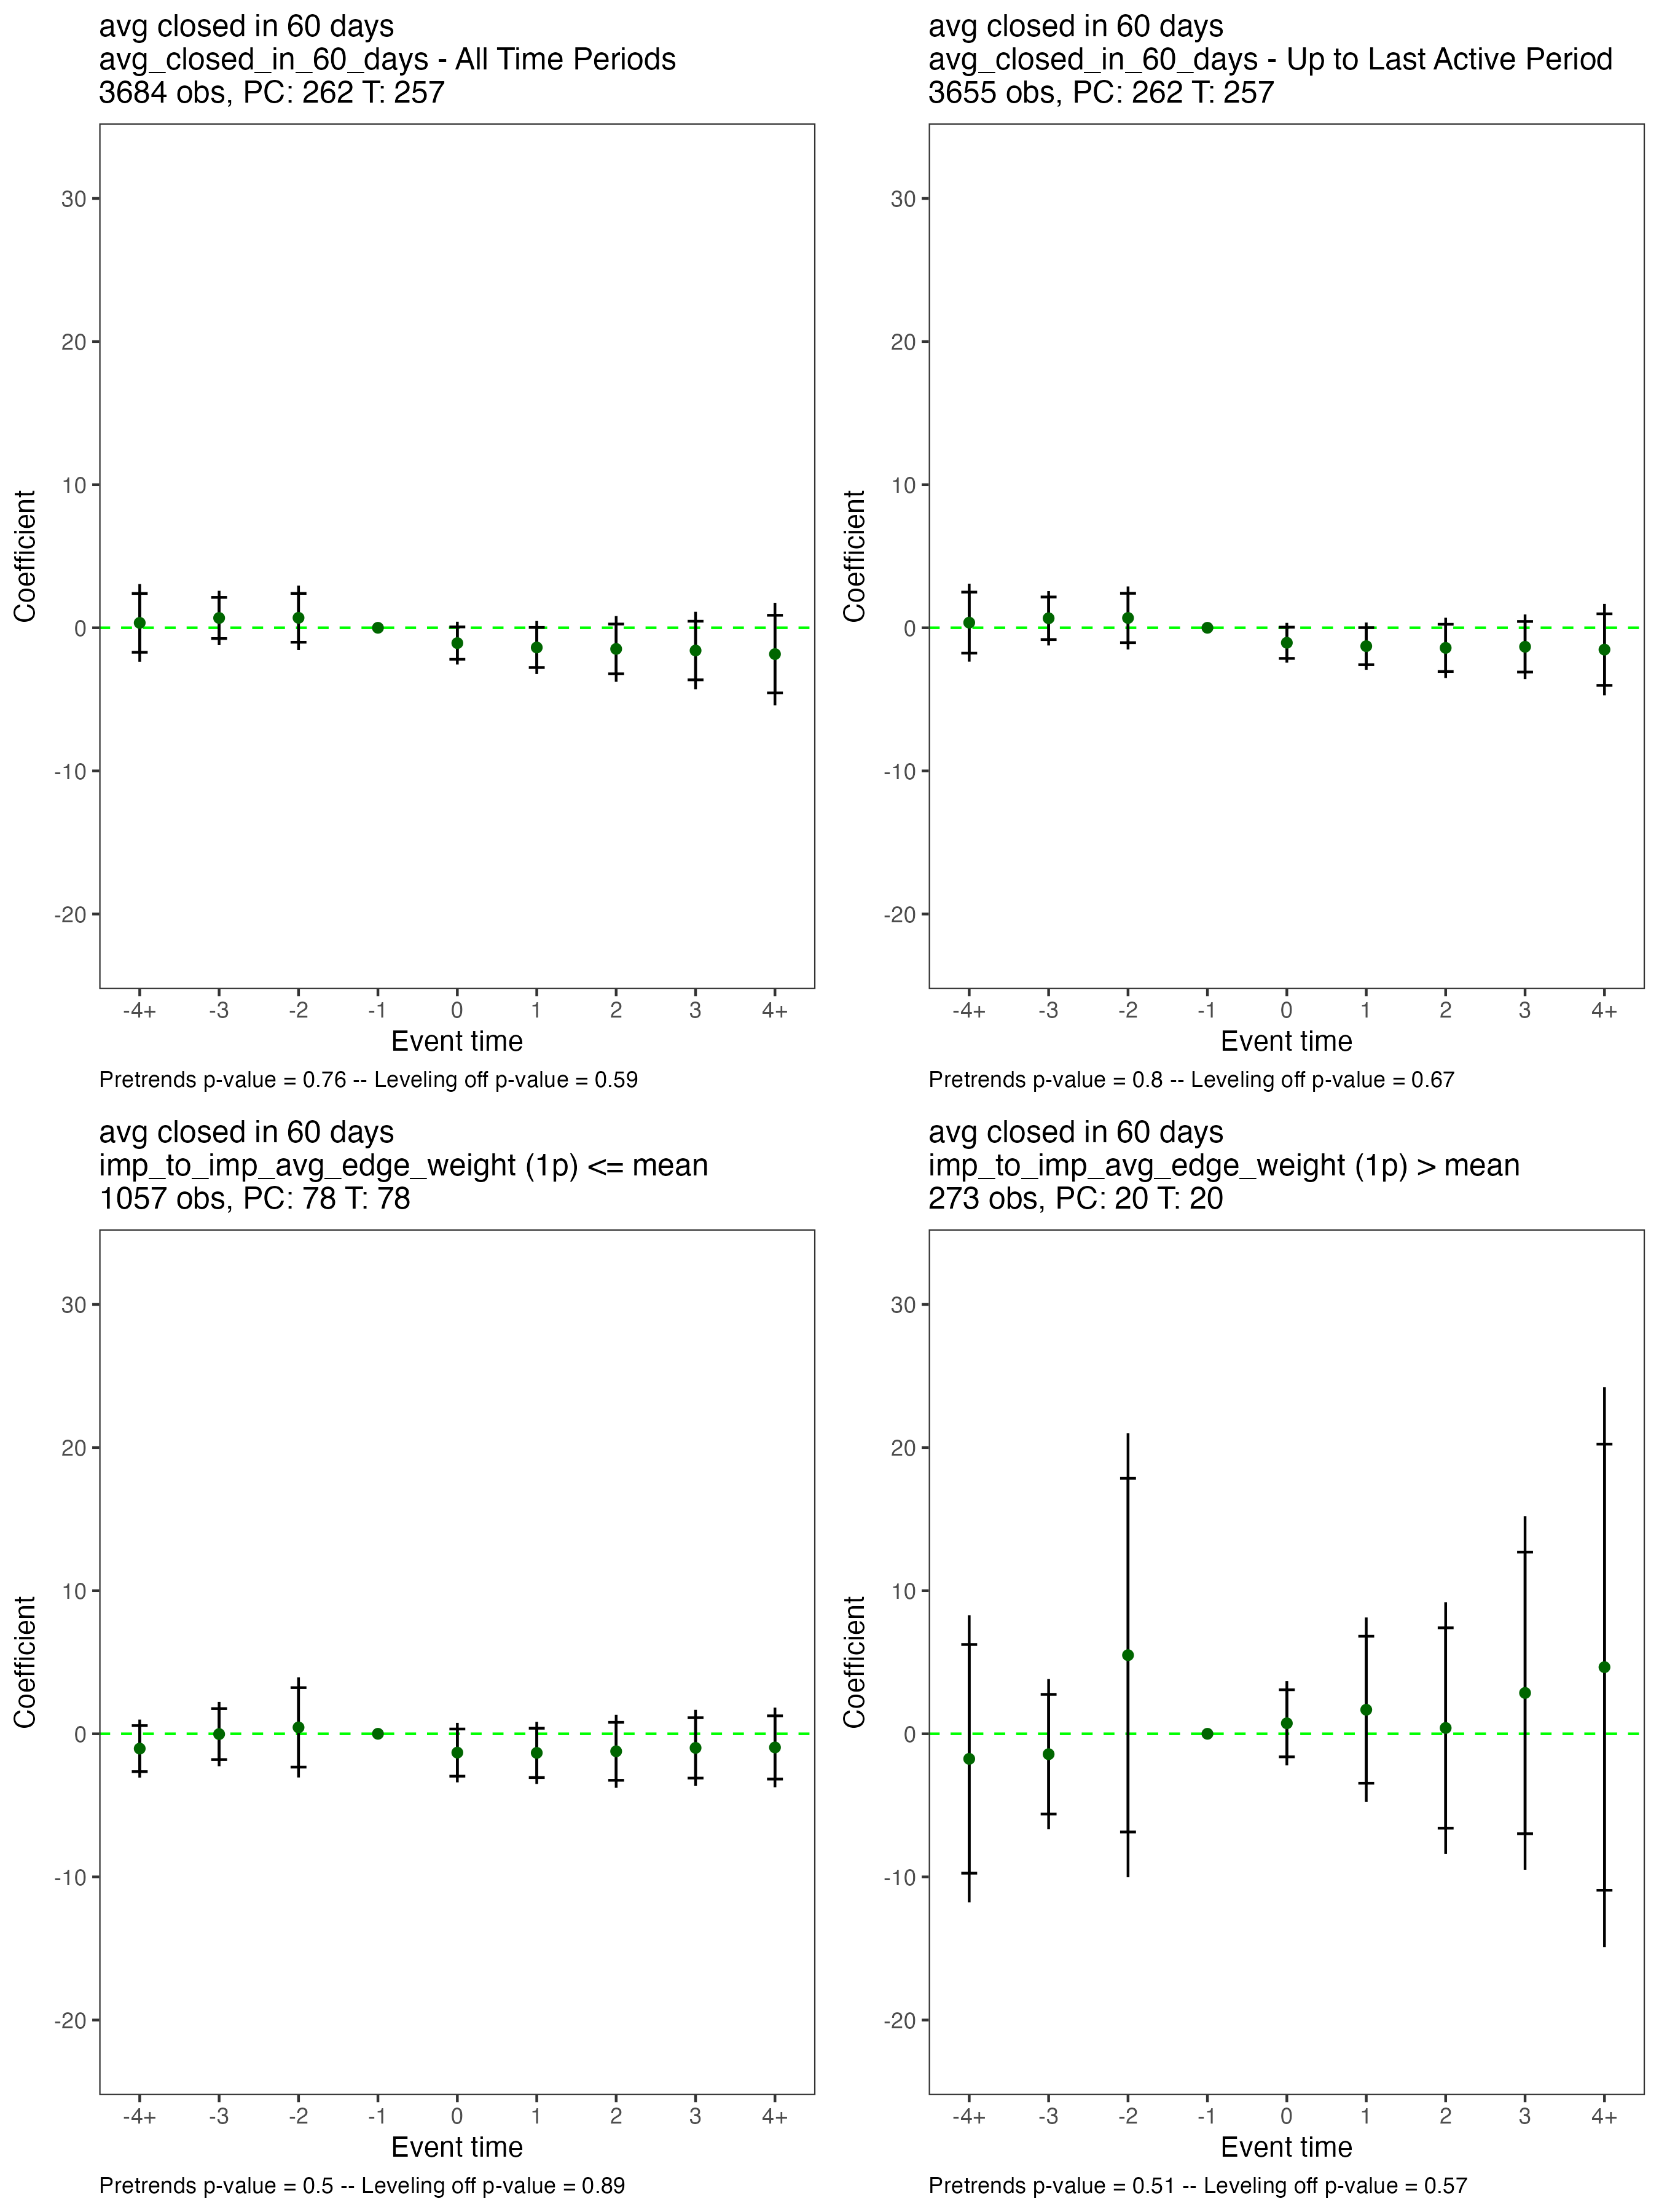 avg closed in 60 days
avg_closed_in_60_days - All Time Periods
3684 obs, PC: 262 T: 257
30
20
10
0
-10
-20
Coefficient
-4+ -3 -2 -1 0 1 2 3 4+
Event time
Pretrends p-value = 0.76 -- Leveling off p-value = 0.59
avg closed in 60 days
avg_closed_in_60_days - Up to Last Active Period
3655 obs, PC: 262 T: 257
30
20
10
0
-10
-20
Coefficient
-4+ -3 -2 -1 0 1 2 3 4+
Event time
Pretrends p-value = 0.8 -- Leveling off p-value = 0.67
avg closed in 60 days
imp_to_imp_avg_edge_weight (1p) <= mean
1057 obs, PC: 78 T: 78
30
20
10
0
-10
-20
Coefficient
-4+ -3 -2 -1 0 1 2 3 4+
Event time
Pretrends p-value = 0.5 -- Leveling off p-value = 0.89
avg closed in 60 days
imp_to_imp_avg_edge_weight (1p) > mean
273 obs, PC: 20 T: 20
30
20
10
0
-10
-20
Coefficient
-4+ -3 -2 -1 0 1 2 3 4+
Event time
Pretrends p-value = 0.51 -- Leveling off p-value = 0.57